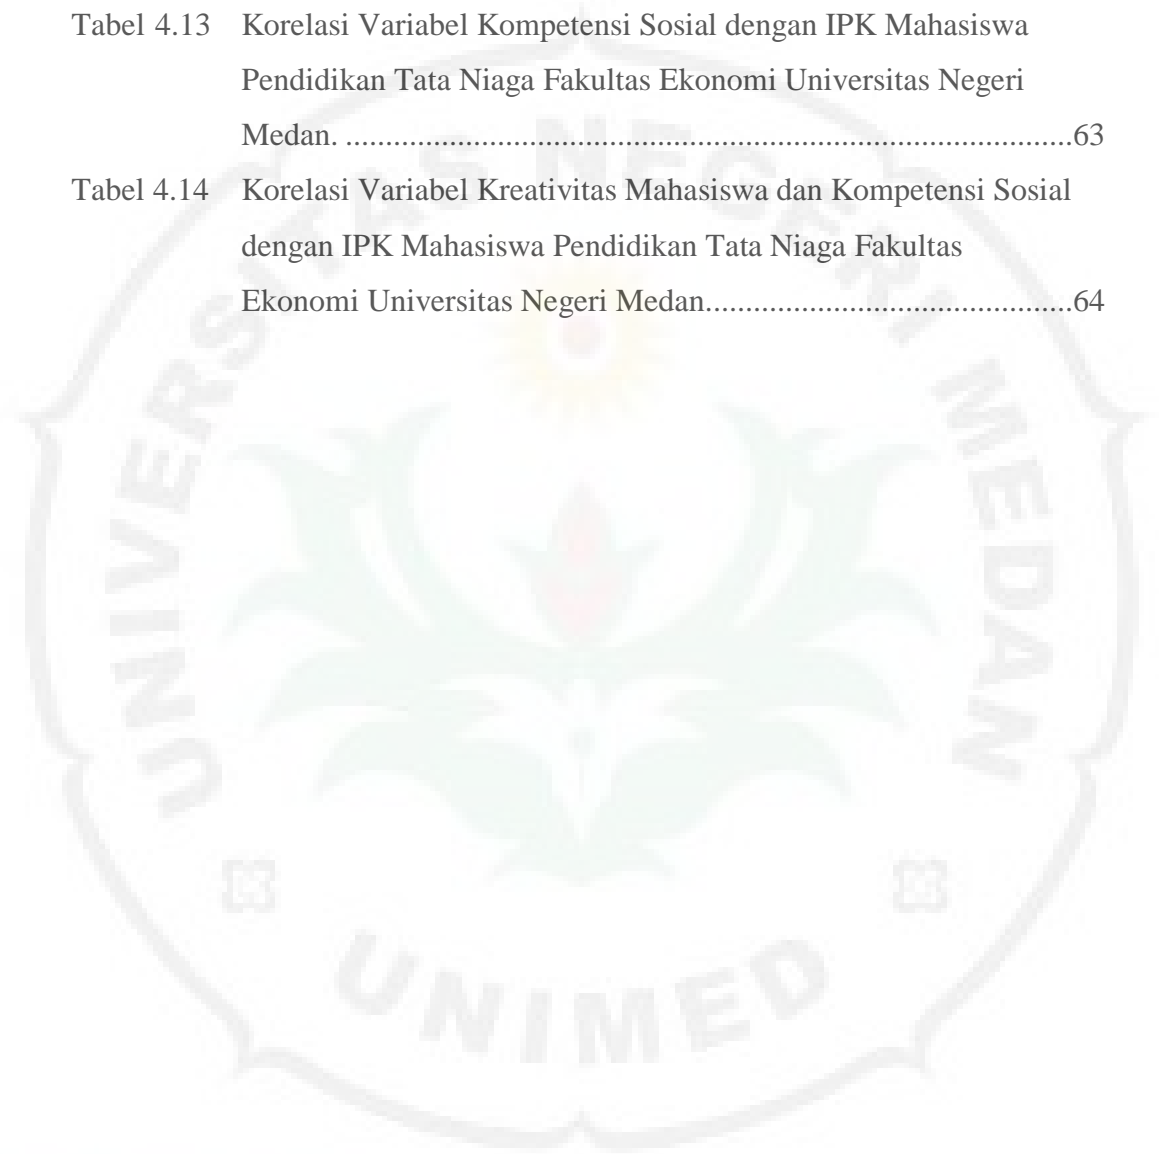 Tabel 4.13 Korelasi Variabel Kompetensi Sosial dengan IPK Mahasiswa
Pendidikan Tata Niaga Fakultas Ekonomi Universitas Negeri
Medan. ...........................................................................................63
Tabel 4.14 Korelasi Variabel Kreativitas Mahasiswa dan Kompetensi Sosial
dengan IPK Mahasiswa Pendidikan Tata Niaga Fakultas
Ekonomi Universitas Negeri Medan..............................................64
UNIVERSITAS NEGERI MEDAN
UNIMED